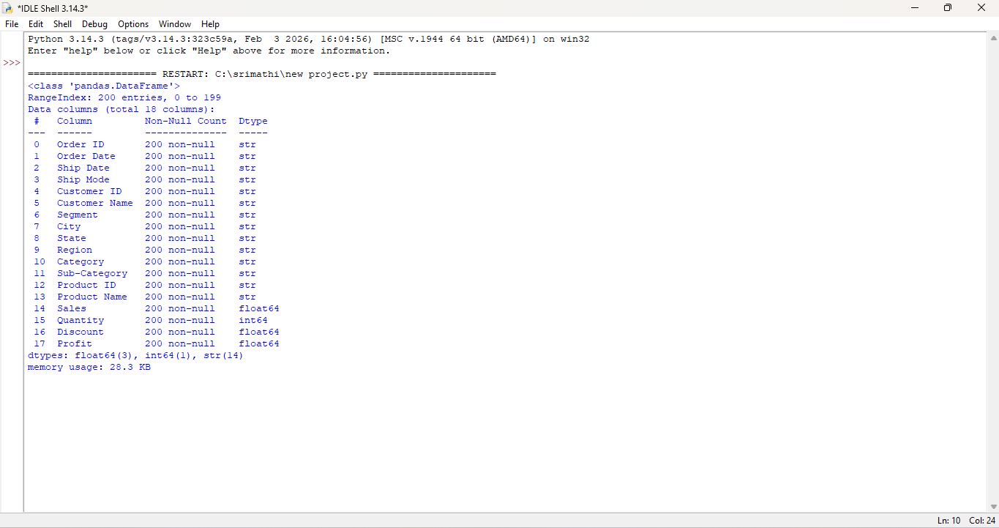 *IDLE Shell 3.14.3*
File Edit Shell Debug Options Window Help
Python 3.14.3 (tags/v3.14.3:323c59a, Feb  3 2026, 16:04:56) [MSC v.1944 64 bit (AMD64)] on win32
Enter "help" below or click "Help" above for more information.
>>>
====================== RESTART: C:\srimathi\new project.py =====================
<class 'pandas.DataFrame'>
RangeIndex: 200 entries, 0 to 199
Data columns (total 18 columns):
 #   Column         Non-Null Count  Dtype
---  ------         --------------  -----
 0   Order ID       200 non-null    str
 1   Order Date     200 non-null    str
 2   Ship Date      200 non-null    str
 3   Ship Mode      200 non-null    str
 4   Customer ID    200 non-null    str
 5   Customer Name  200 non-null    str
 6   Segment        200 non-null    str
 7   City           200 non-null    str
 8   State          200 non-null    str
 9   Region         200 non-null    str
 10  Category       200 non-null    str
 11  Sub-Category   200 non-null    str
 12  Product ID     200 non-null    str
 13  Product Name   200 non-null    str
 14  Sales          200 non-null    float64
 15  Quantity       200 non-null    int64
 16  Discount       200 non-null    float64
 17  Profit         200 non-null    float64
dtypes: float64(3), int64(1), str(14)
memory usage: 28.3 KB
Ln: 10 Col: 24